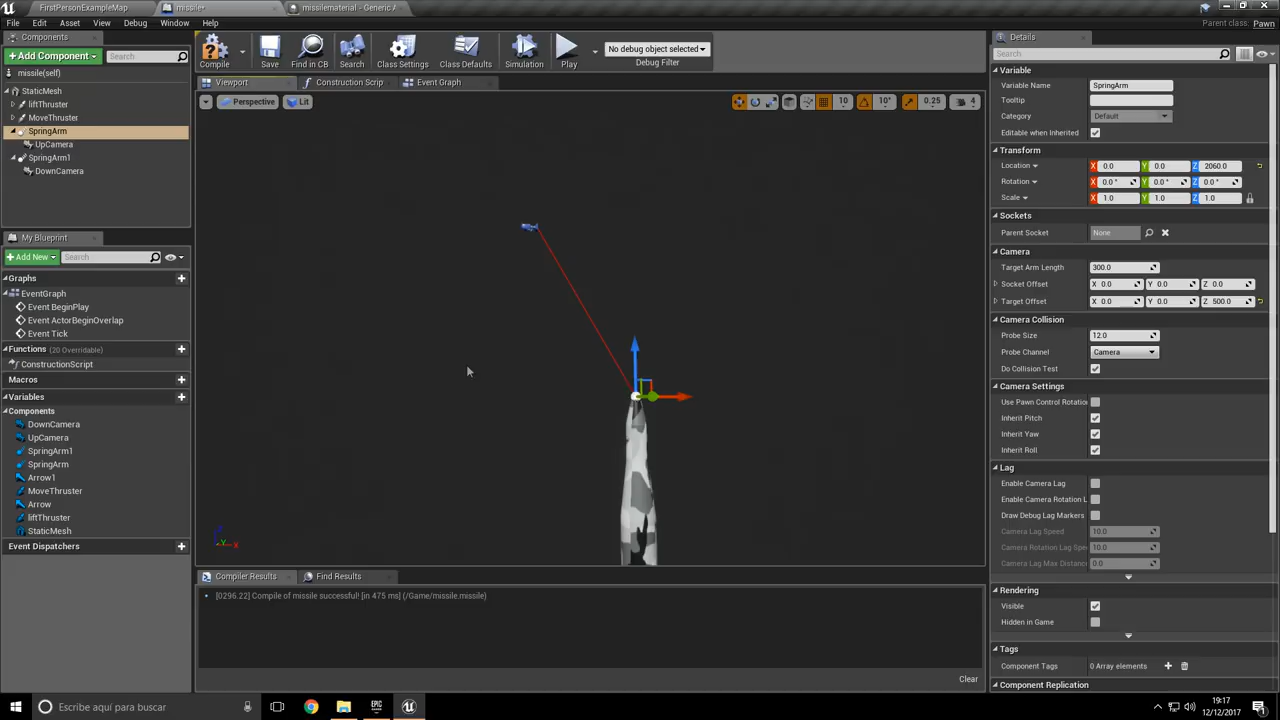 FirstPersonExampleMap
missile*
missilematerial - Generic A
File
Edit
Asset
View
Debug
Window
Help
Parent class: Pawn
Components
+Add Component
Search
missile(self)
StaticMesh
liftThruster
MoveThruster
SpringArm
UpCamera
SpringArm1
DownCamera
My Blueprint
+Add New
Search
Graphs
EventGraph
Event BeginPlay
Event ActorBeginOverlap
Event Tick
Functions (20 Overridable)
ConstructionScript
Macros
Variables
Components
DownCamera
UpCamera
SpringArm1
SpringArm
Arrow1
MoveThruster
Arrow
liftThruster
StaticMesh
Event Dispatchers
Compile
Save
Find in CB
Search
Class Settings
Class Defaults
Simulation
Play
No debug object selected
Debug Filter
Viewport
Construction Scrip
Event Graph
Perspective
Lit
10
10°
0.25
4
Z
Y
X
Compiler Results
Find Results
[0296.22] Compile of missile successful! [in 475 ms] (/Game/missile.missile)
Clear
Details
Search
Variable
Variable Name SpringArm
Tooltip
Category Default
Editable when Inherited
Transform
Location X 0.0 Y 0.0 Z 2060.0
Rotation X 0.0 ° Y 0.0 ° Z 0.0 °
Scale X 1.0 Y 1.0 Z 1.0
Sockets
Parent Socket None
Camera
Target Arm Length 300.0
Socket Offset X 0.0 Y 0.0 Z 0.0
Target Offset X 0.0 Y 0.0 Z 500.0
Camera Collision
Probe Size 12.0
Probe Channel Camera
Do Collision Test
Camera Settings
Use Pawn Control Rotatio
Inherit Pitch
Inherit Yaw
Inherit Roll
Lag
Enable Camera Lag
Enable Camera Rotation L
Draw Debug Lag Markers
Camera Lag Speed 10.0
Camera Rotation Lag Spe 10.0
Camera Lag Max Distance 0.0
Rendering
Visible
Hidden in Game
Tags
Component Tags 0 Array elements
Component Replication
Escribe aquí para buscar
19:17
12/12/2017